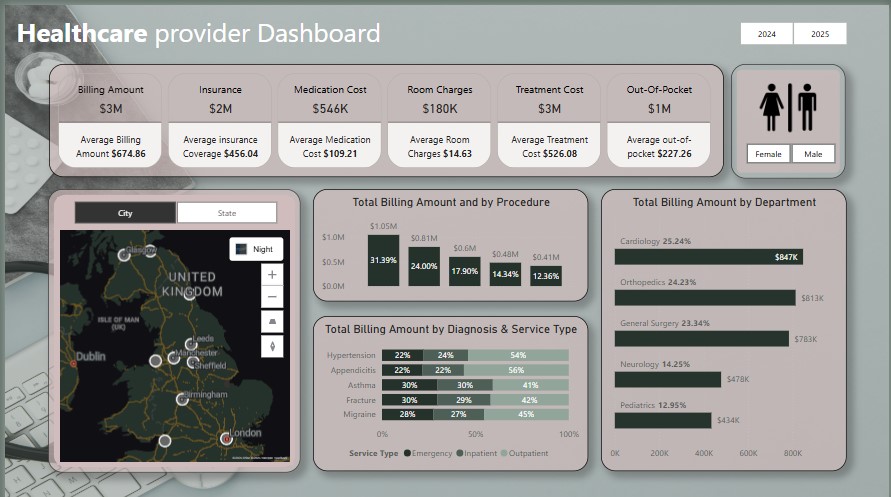 Healthcare provider Dashboard
2024
2025
Billing Amount
$3M
Average Billing
Amount $674.86
Insurance
$2M
Average insurance
Coverage $456.04
Medication Cost
$546K
Average Medication
Cost $109.21
Room Charges
$180K
Average Room
Charges $14.63
Treatment Cost
$3M
Average Treatment
Cost $526.08
Out-Of-Pocket
$1M
Average out-of-
pocket $227.26
Female
Male
City
State
Night
Glasgow
UNITED
KINGDOM
ISLE OF MAN
(UK)
Leeds
Dublin
Manchester
Sheffield
Birmingham
London
Total Billing Amount and by Procedure
$1.0M
$0.5M
$0.0M
$1.05M
31.39%
$0.81M
24.00%
$0.6M
17.90%
$0.48M
14.34%
$0.41M
12.36%
Total Billing Amount by Diagnosis & Service Type
Hypertension 22% 24% 54%
Appendicitis 22% 22% 56%
Asthma 30% 30% 41%
Fracture 30% 29% 42%
Migraine 28% 27% 45%
0% 50% 100%
Service Type Emergency Inpatient Outpatient
Total Billing Amount by Department
Cardiology 25.24%
$847K
Orthopedics 24.23%
$813K
General Surgery 23.34%
$783K
Neurology 14.25%
$478K
Pediatrics 12.95%
$434K
0K 200K 400K 600K 800K